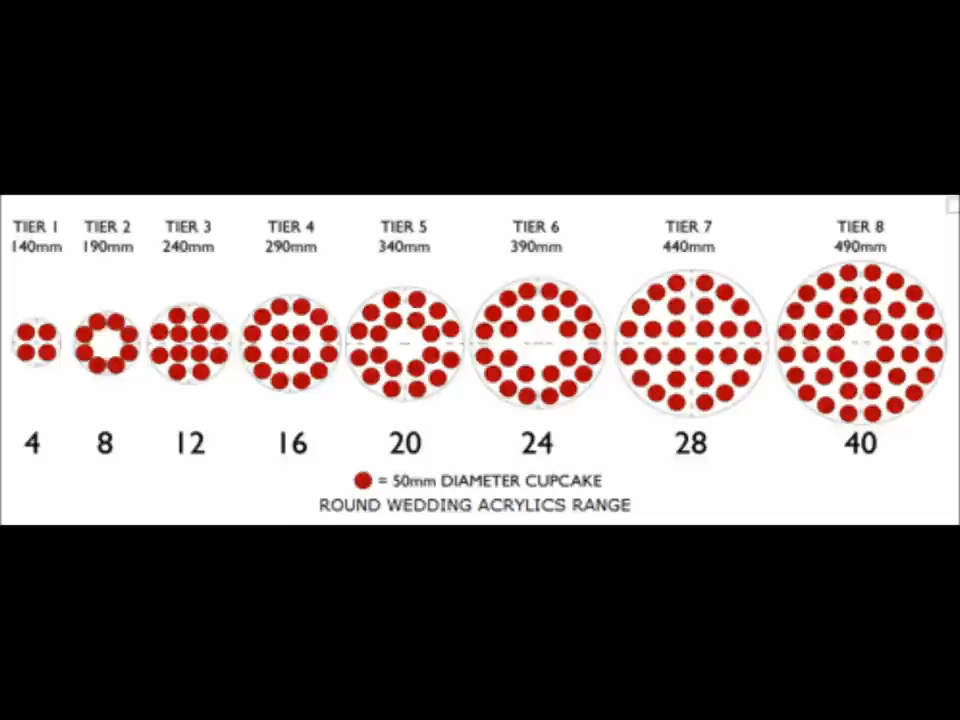 TIER 1 TIER 2 TIER 3 TIER 4 TIER 5 TIER 6 TIER 7 TIER 8
140mm 190mm 240mm 290mm 340mm 390mm 440mm 490mm
4 8 12 16 20 24 28 40
= 50mm DIAMETER CUPCAKE
ROUND WEDDING ACRYLICS RANGE